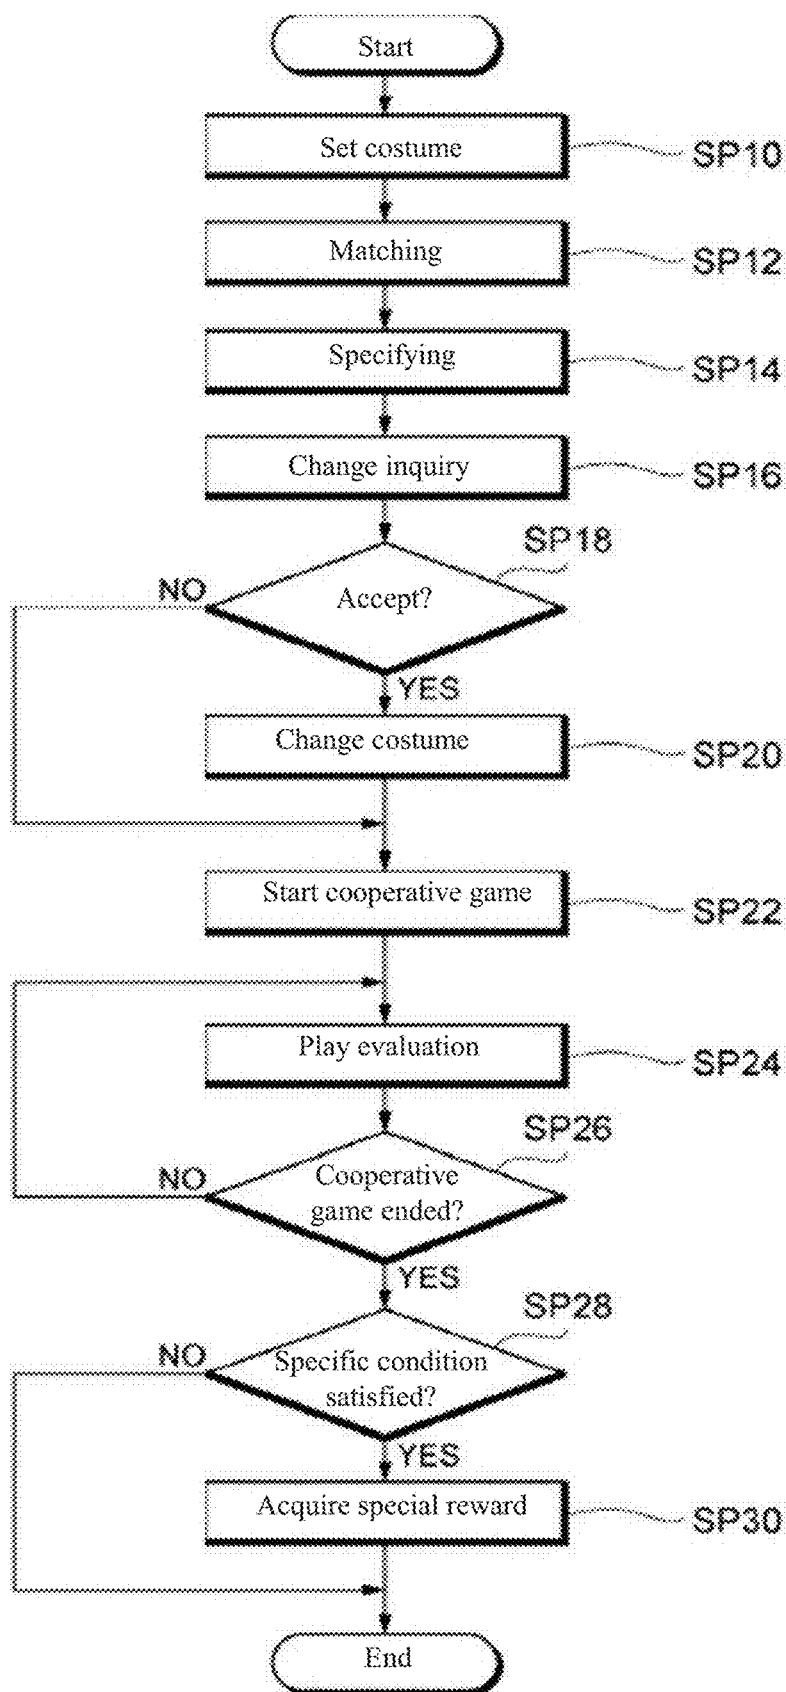 Start
Set costume
SP10
Matching
SP12
Specifying
SP14
Change inquiry
SP16
SP18
NO
Accept?
YES
Change costume
SP20
Start cooperative game
SP22
Play evaluation
SP24
SP26
NO
Cooperative
game ended?
YES
SP28
NO
Specific condition
satisfied?
YES
Acquire special reward
SP30
End